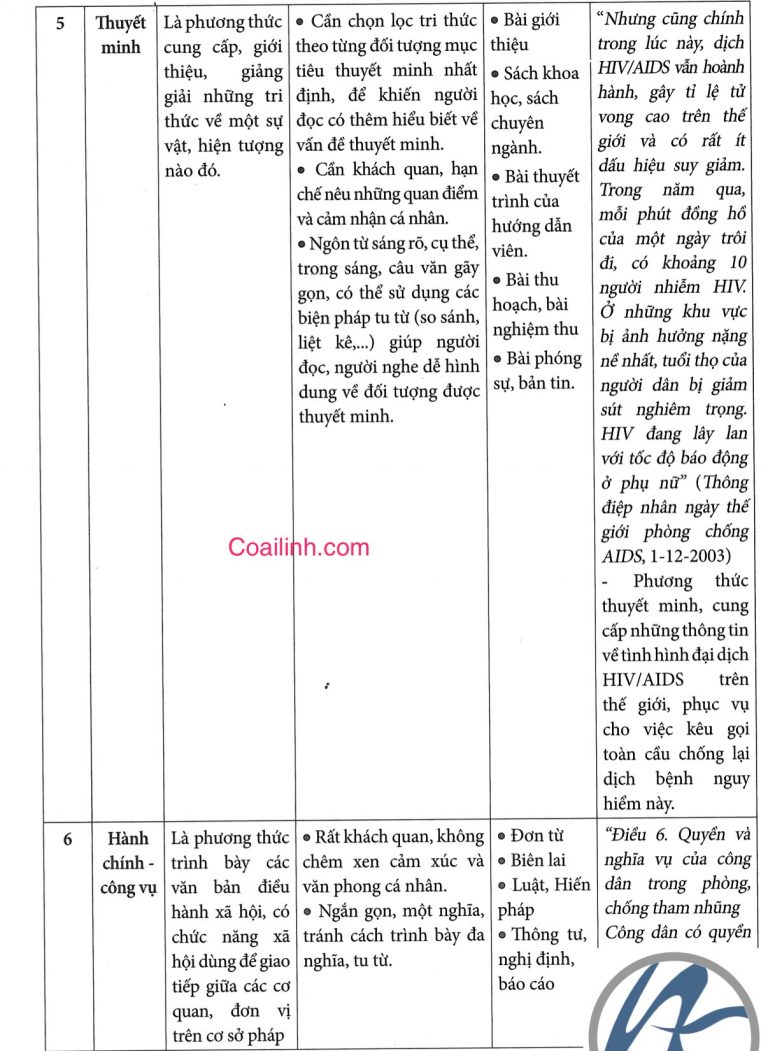 5
Thuyết
minh
Là phương thức
cung cấp, giới
thiệu, giảng
giải những tri
thức về một sự
vật, hiện tượng
nào đó.
• Cần chọn lọc tri thức
theo từng đối tượng mục
tiêu thuyết minh nhất
định, để khiến người
đọc có thêm hiểu biết về
vấn đề thuyết minh.
• Cần khách quan, hạn
chế nêu những quan điểm
và cảm nhận cá nhân.
• Ngôn từ sáng rõ, cụ thể,
trong sáng, câu văn gãy
gọn, có thể sử dụng các
biện pháp tu từ (so sánh,
liệt kê,...) giúp người
đọc, người nghe dễ hình
dung về đối tượng được
thuyết minh.
• Bài giới
thiệu
• Sách khoa
học, sách
chuyên
ngành.
• Bài thuyết
trình của
hướng dẫn
viên.
• Bài thu
hoạch, bài
nghiệm thu
• Bài phóng
sự, bản tin.
“Nhưng cũng chính
trong lúc này, dịch
HIV/AIDS vẫn hoành
hành, gây tỉ lệ tử
vong cao trên thế
giới và có rất ít
dấu hiệu suy giảm.
Trong năm qua,
mỗi phút đồng hồ
của một ngày trôi
đi, có khoảng 10
người nhiễm HIV.
Ở những khu vực
bị ảnh hưởng nặng
nề nhất, tuổi thọ của
người dân bị giảm
sút nghiêm trọng.
HIV đang lây lan
với tốc độ báo động
ở phụ nữ” (Thông
điệp nhân ngày thế
giới phòng chống
AIDS, 1-12-2003)
- Phương thức
thuyết minh, cung
cấp những thông tin
về tình hình đại dịch
HIV/AIDS trên
thế giới, phục vụ
cho việc kêu gọi
toàn cầu chống lại
dịch bệnh nguy
hiểm này.
Coailinh.com
6
Hành
chính -
công vụ
Là phương thức
trình bày các
văn bản điều
hành xã hội, có
chức năng xã
hội dùng để giao
tiếp giữa các cơ
quan, đơn vị
trên cơ sở pháp
• Rất khách quan, không
chêm xen cảm xúc và
văn phong cá nhân.
• Ngắn gọn, một nghĩa,
tránh cách trình bày đa
nghĩa, tu từ.
• Đơn từ
• Biên lai
• Luật, Hiến
pháp
• Thông tư,
nghị định,
báo cáo
“Điều 6. Quyền và
nghĩa vụ của công
dân trong phòng,
chống tham nhũng
Công dân có quyền